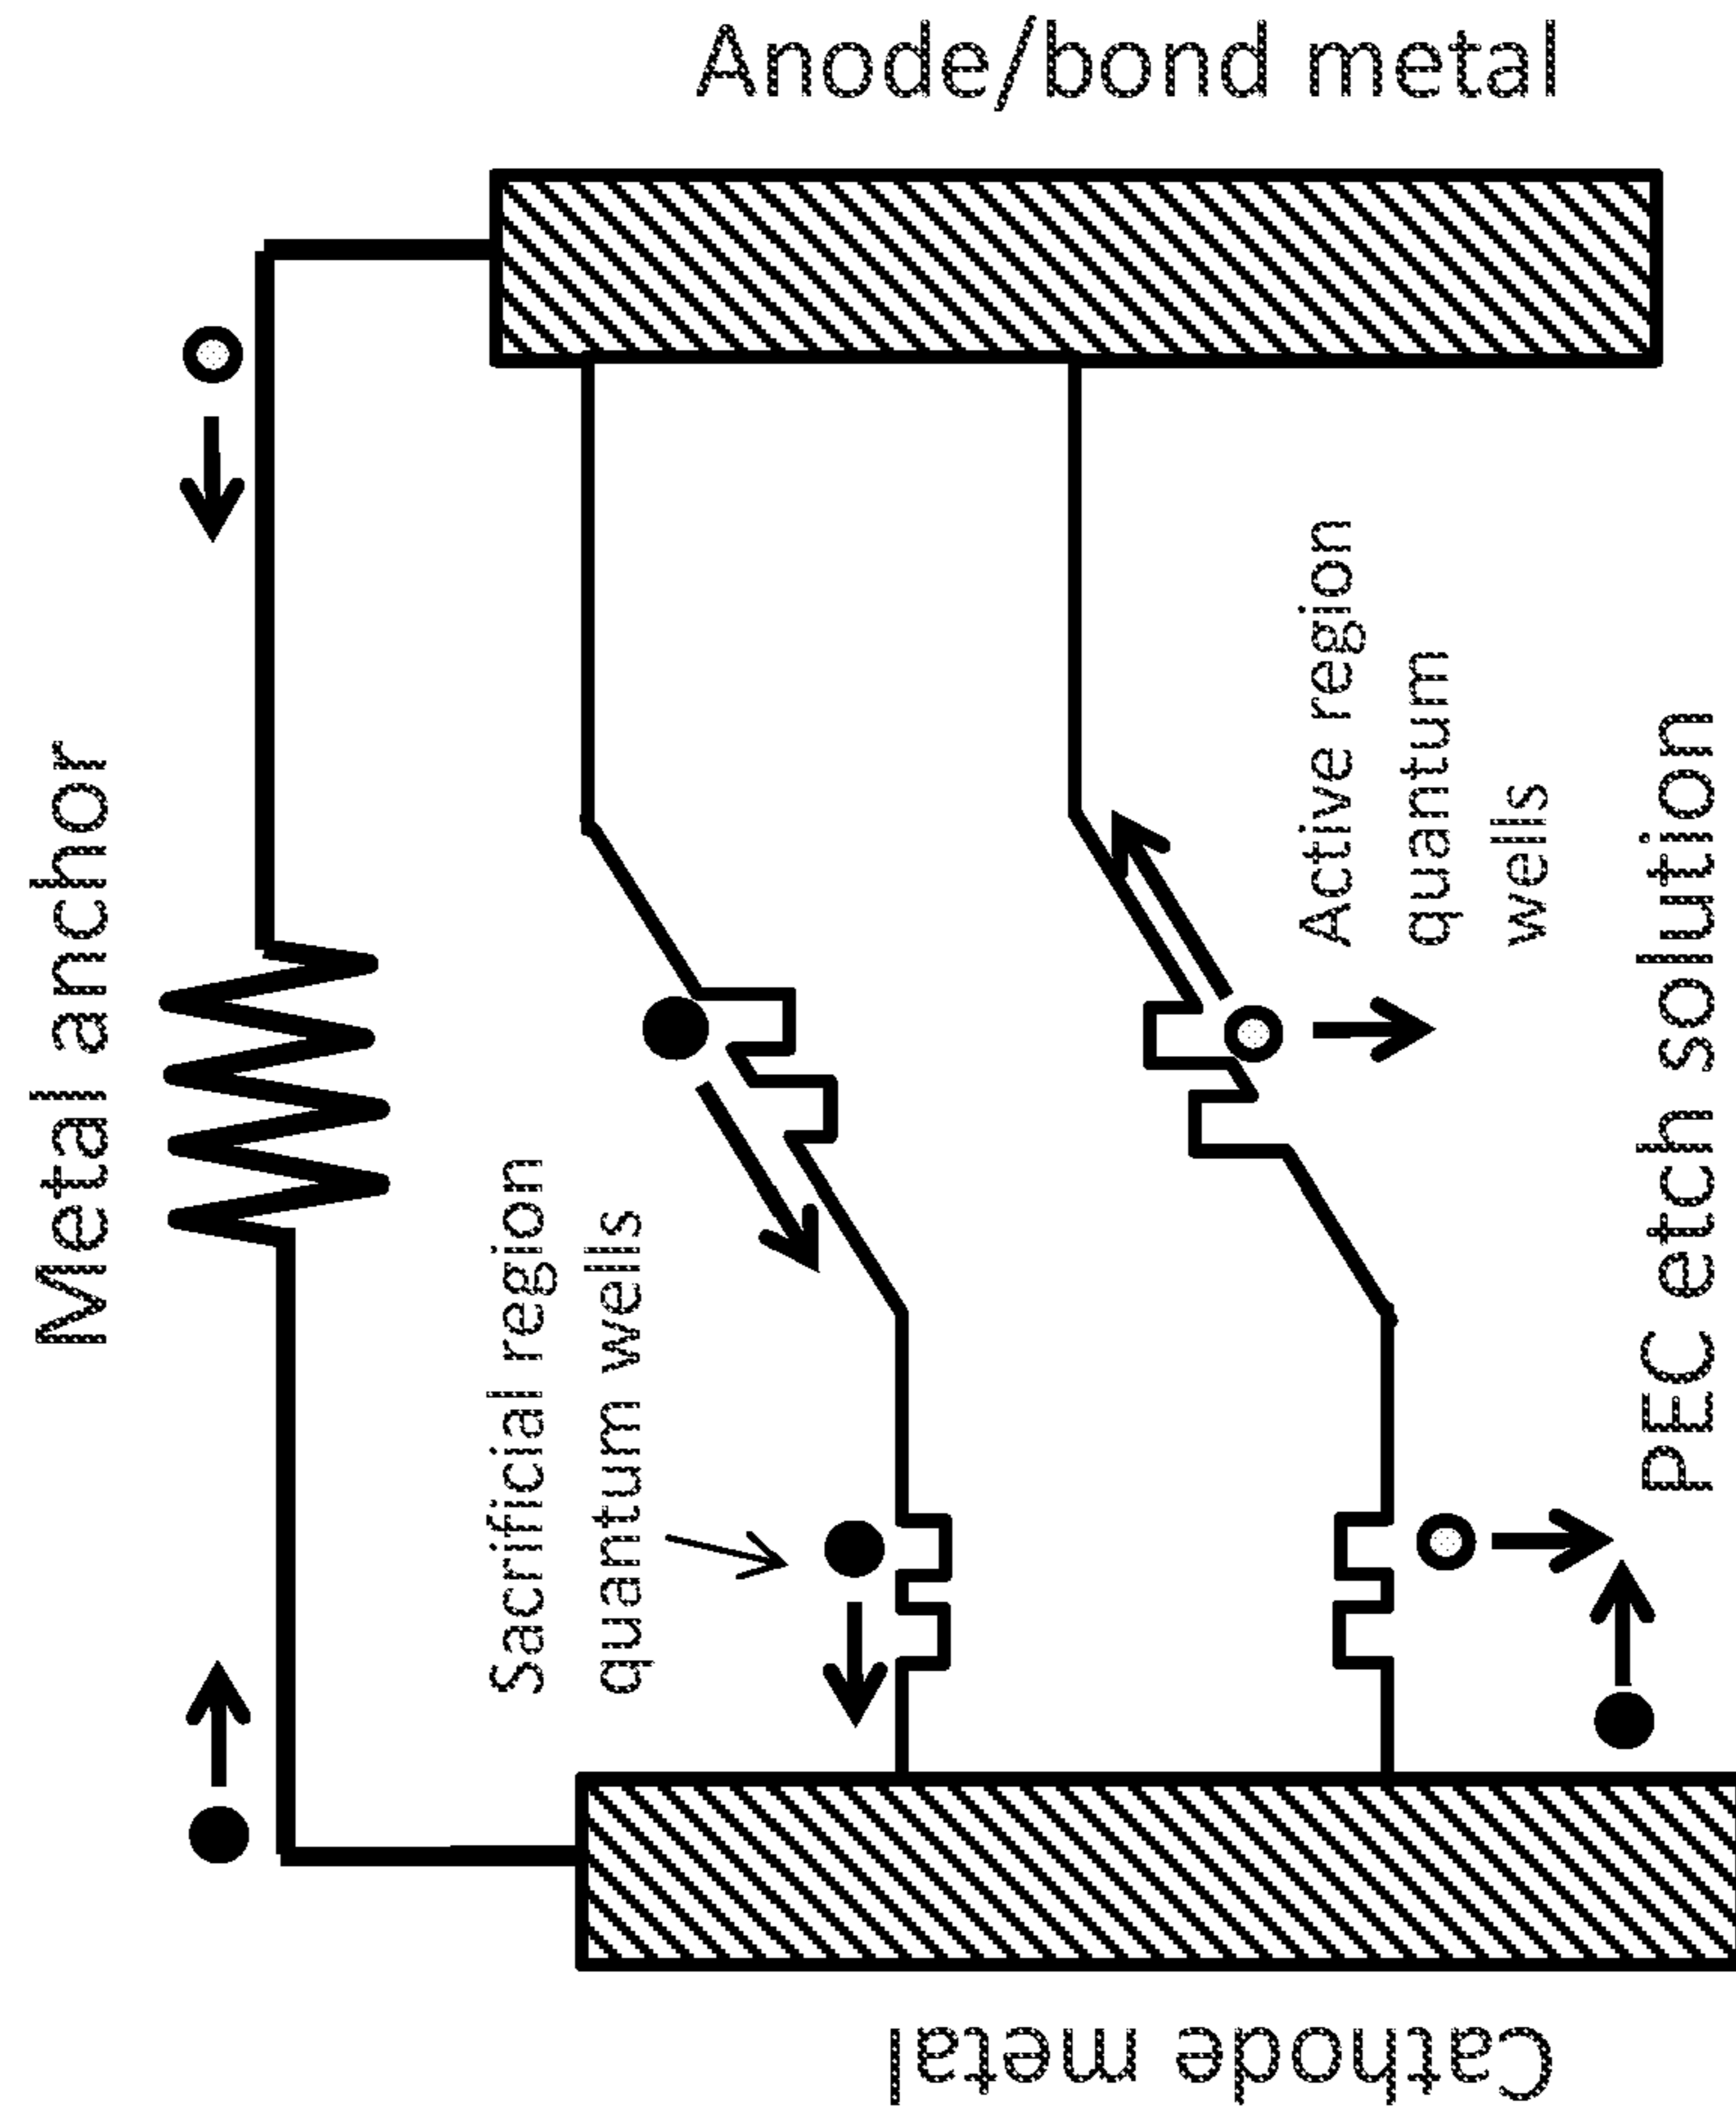 Anode/bond metal
Metal anchor
Sacrificial region
quantum wells
Active region
quantum
wells
PEC etch solution
Cathode metal